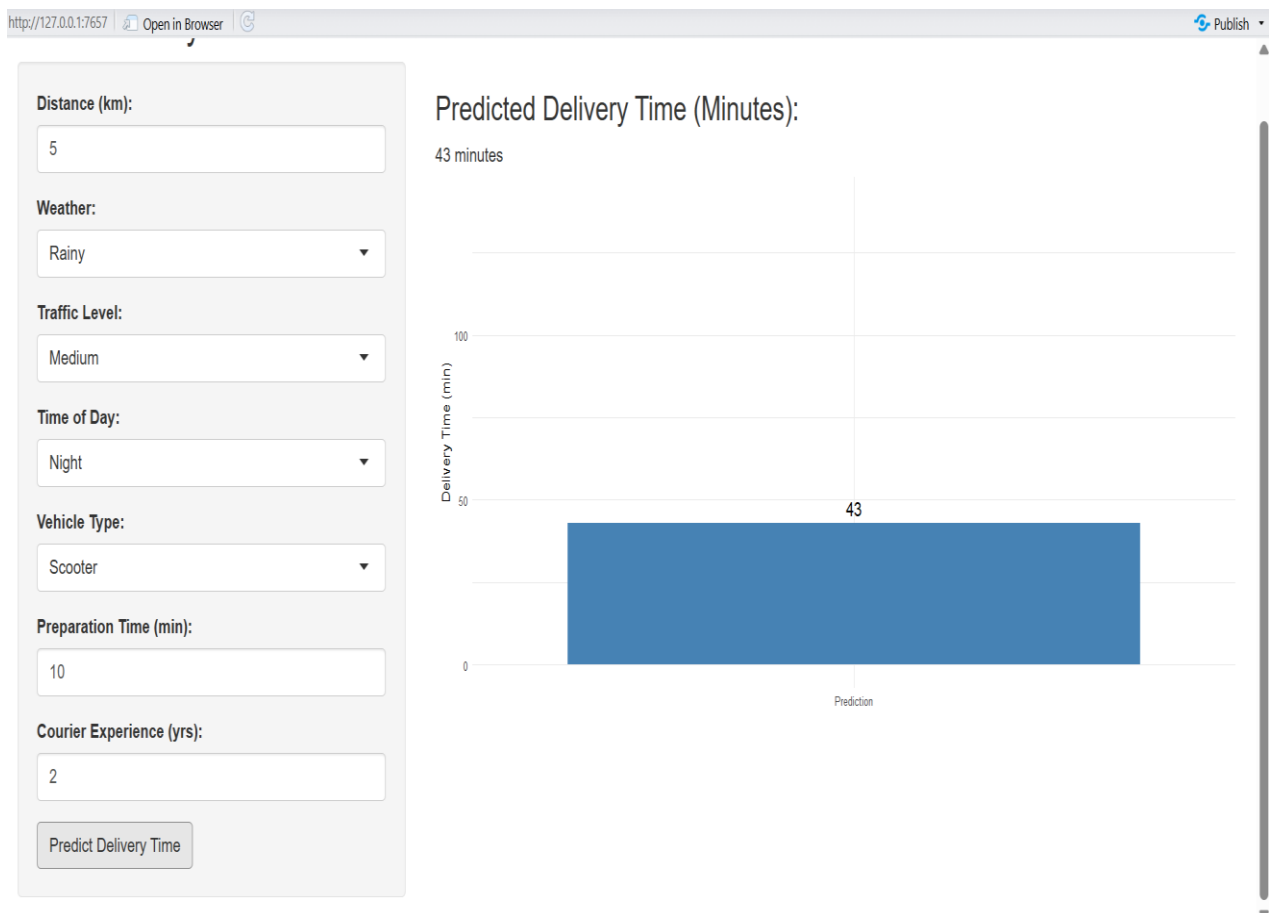 http://127.0.0.1:7657 Open in Browser Publish
Distance (km):
5
Weather:
Rainy
Traffic Level:
Medium
Time of Day:
Night
Vehicle Type:
Scooter
Preparation Time (min):
10
Courier Experience (yrs):
2
Predict Delivery Time
Predicted Delivery Time (Minutes):
43 minutes
100
50
0
Delivery Time (min)
43
Prediction